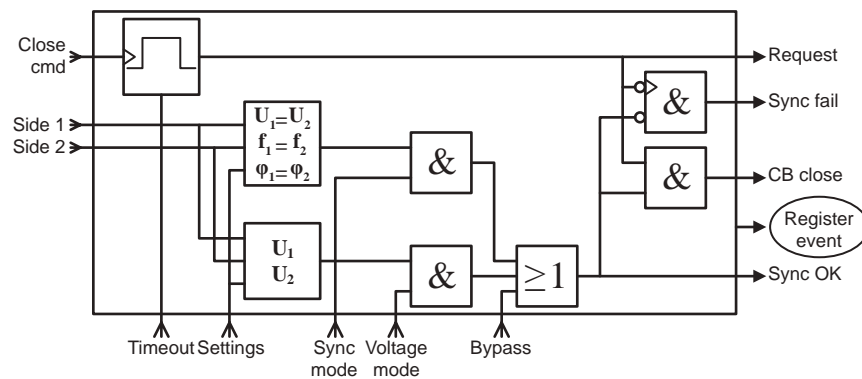 Close
cmd
Request
&
Sync fail
Side 1
Side 2
U₁=U₂
f₁ = f₂
φ₁=φ₂
&
&
CB close
U₁
U₂
&
≥1
Register
event
Sync OK
Timeout
Settings
Sync
mode
Voltage
mode
Bypass